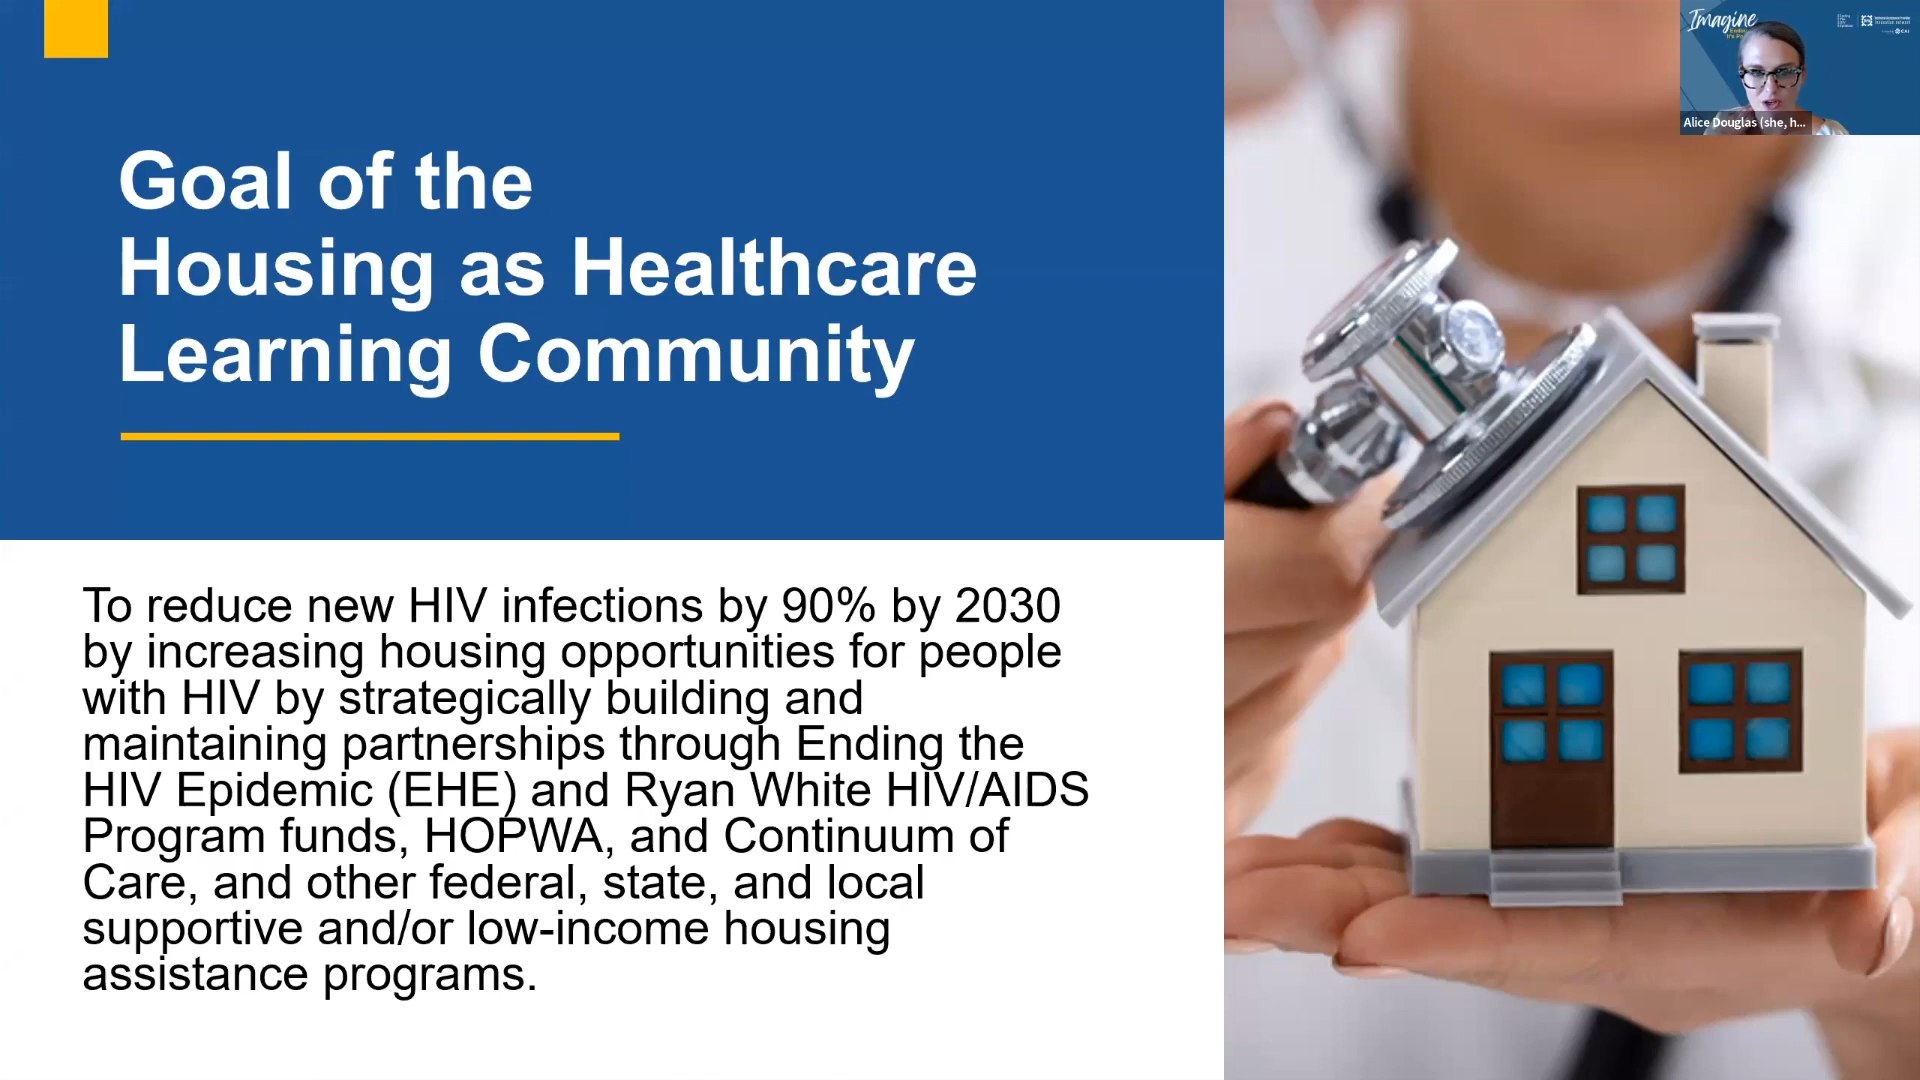 Goal of the
Housing as Healthcare
Learning Community
To reduce new HIV infections by 90% by 2030
by increasing housing opportunities for people
with HIV by strategically building and
maintaining partnerships through Ending the
HIV Epidemic (EHE) and Ryan White HIV/AIDS
Program funds, HOPWA, and Continuum of
Care, and other federal, state, and local
supportive and/or low-income housing
assistance programs.
Imagine
Alice Douglas (she, h...